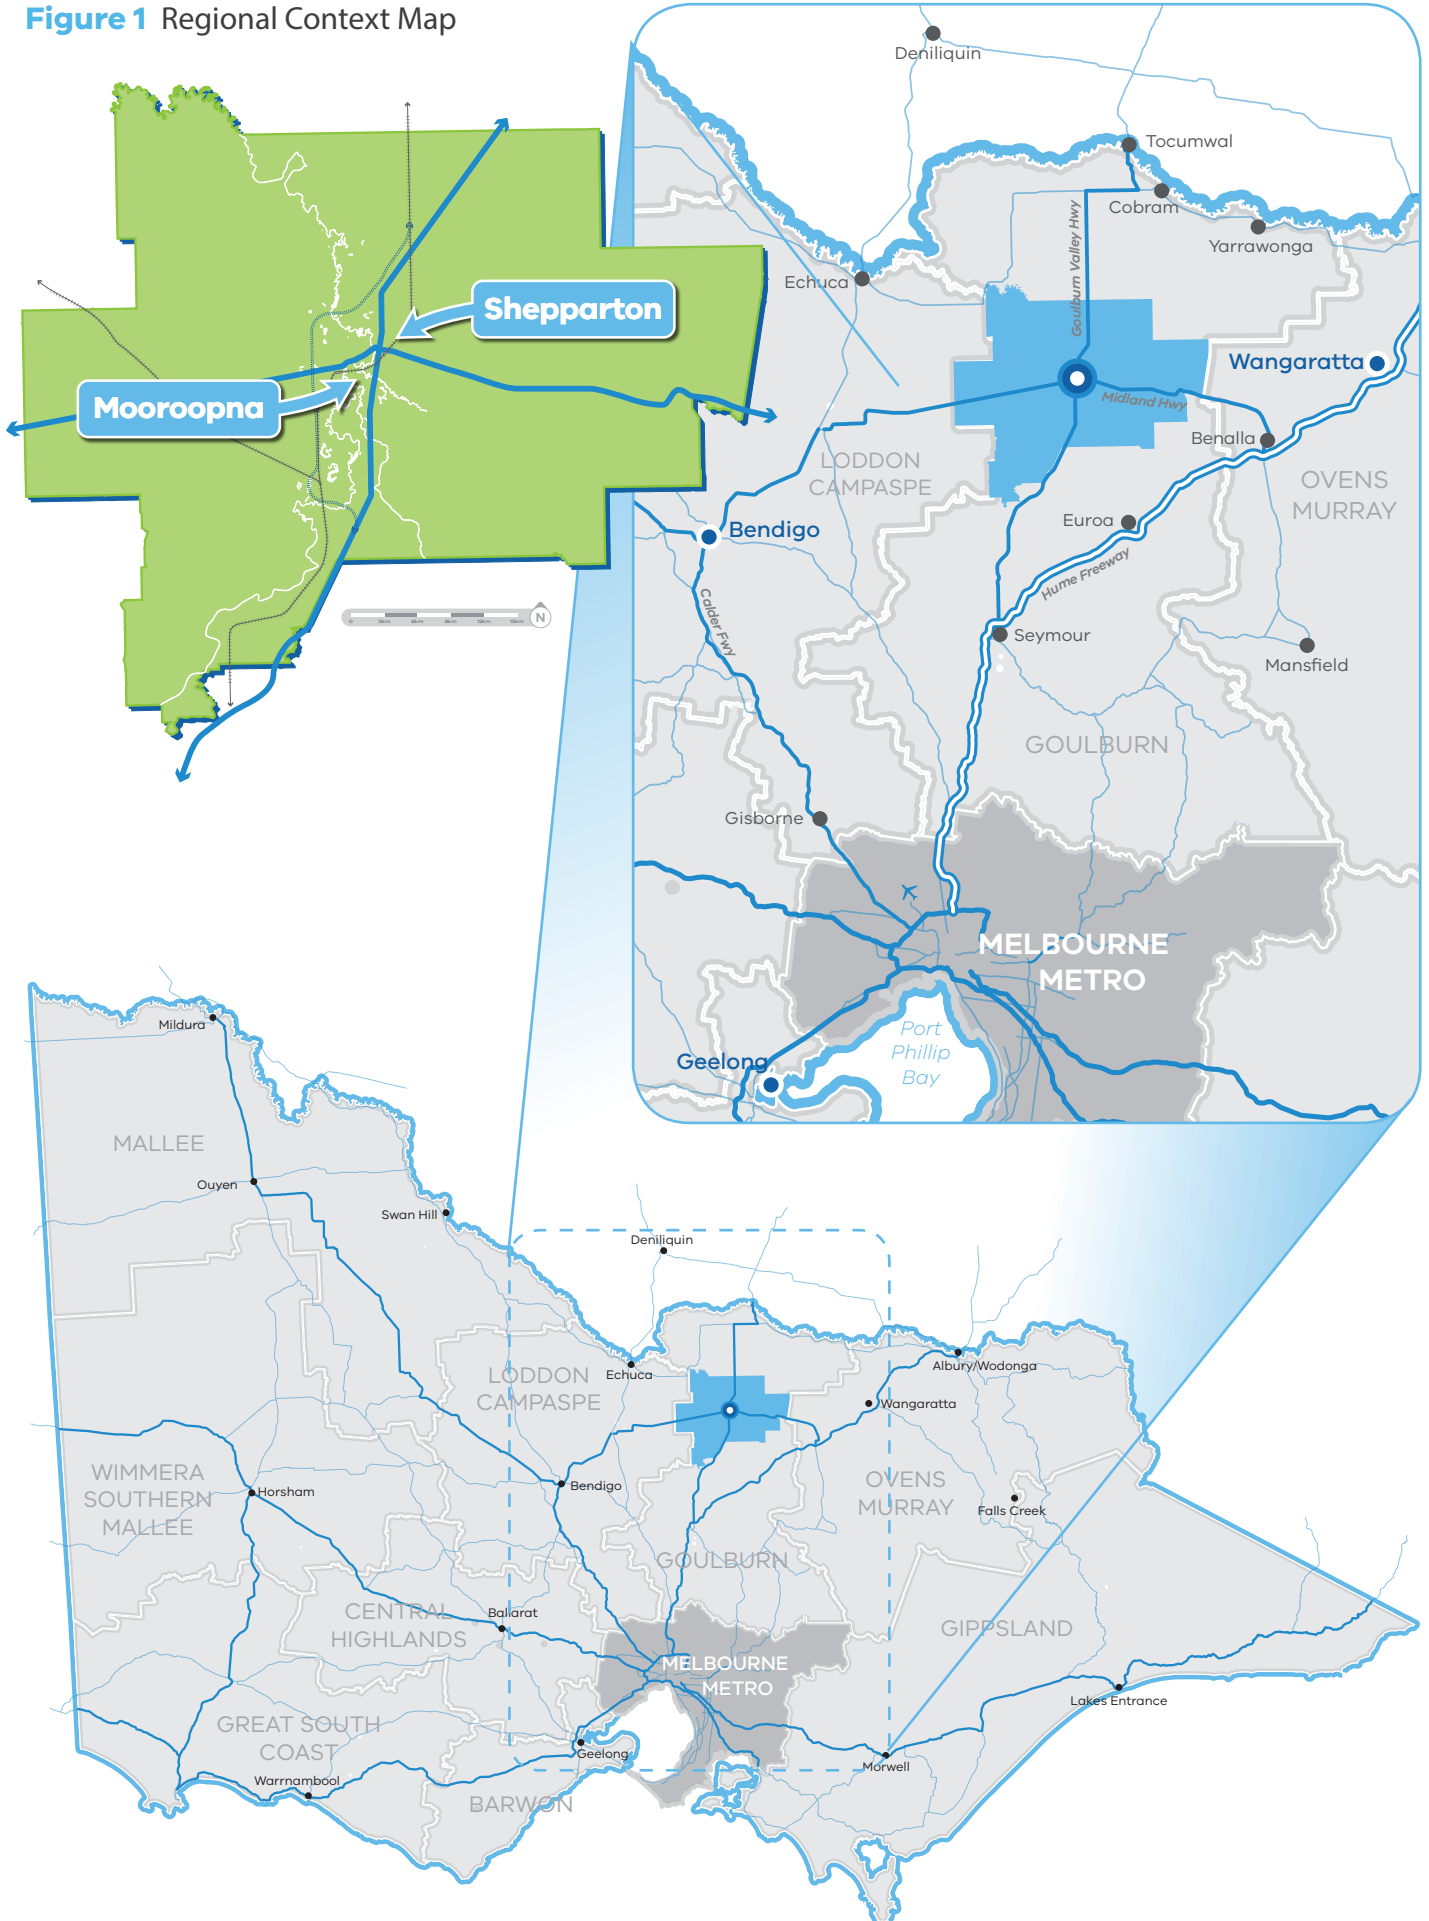 Figure 1 Regional Context Map
Deniliquin
Tocumwal
Cobram
Yarrawonga
Goulburn Valley Hwy
Echuca
Shepparton
Mooroopna
Wangaratta
Midland Hwy
Benalla
LODDON
CAMPASPE
OVENS
MURRAY
Bendigo
Euroa
Hume Freeway
Calder Fwy
N
Seymour
Mansfield
GOULBURN
Gisborne
MELBOURNE
METRO
Port
Phillip
Bay
Geelong
Mildura
MALLEE
Ouyen
Swan Hill
Deniliquin
Echuca
Albury/Wodonga
LODDON
CAMPASPE
Wangaratta
WIMMERA
SOUTHERN
MALLEE
Horsham
Bendigo
OVENS
MURRAY
Falls Creek
GOULBURN
CENTRAL
HIGHLANDS
Ballarat
GIPPSLAND
MELBOURNE
METRO
Lakes Entrance
GREAT SOUTH
COAST
Geelong
Morwell
Warrnambool
BARWON